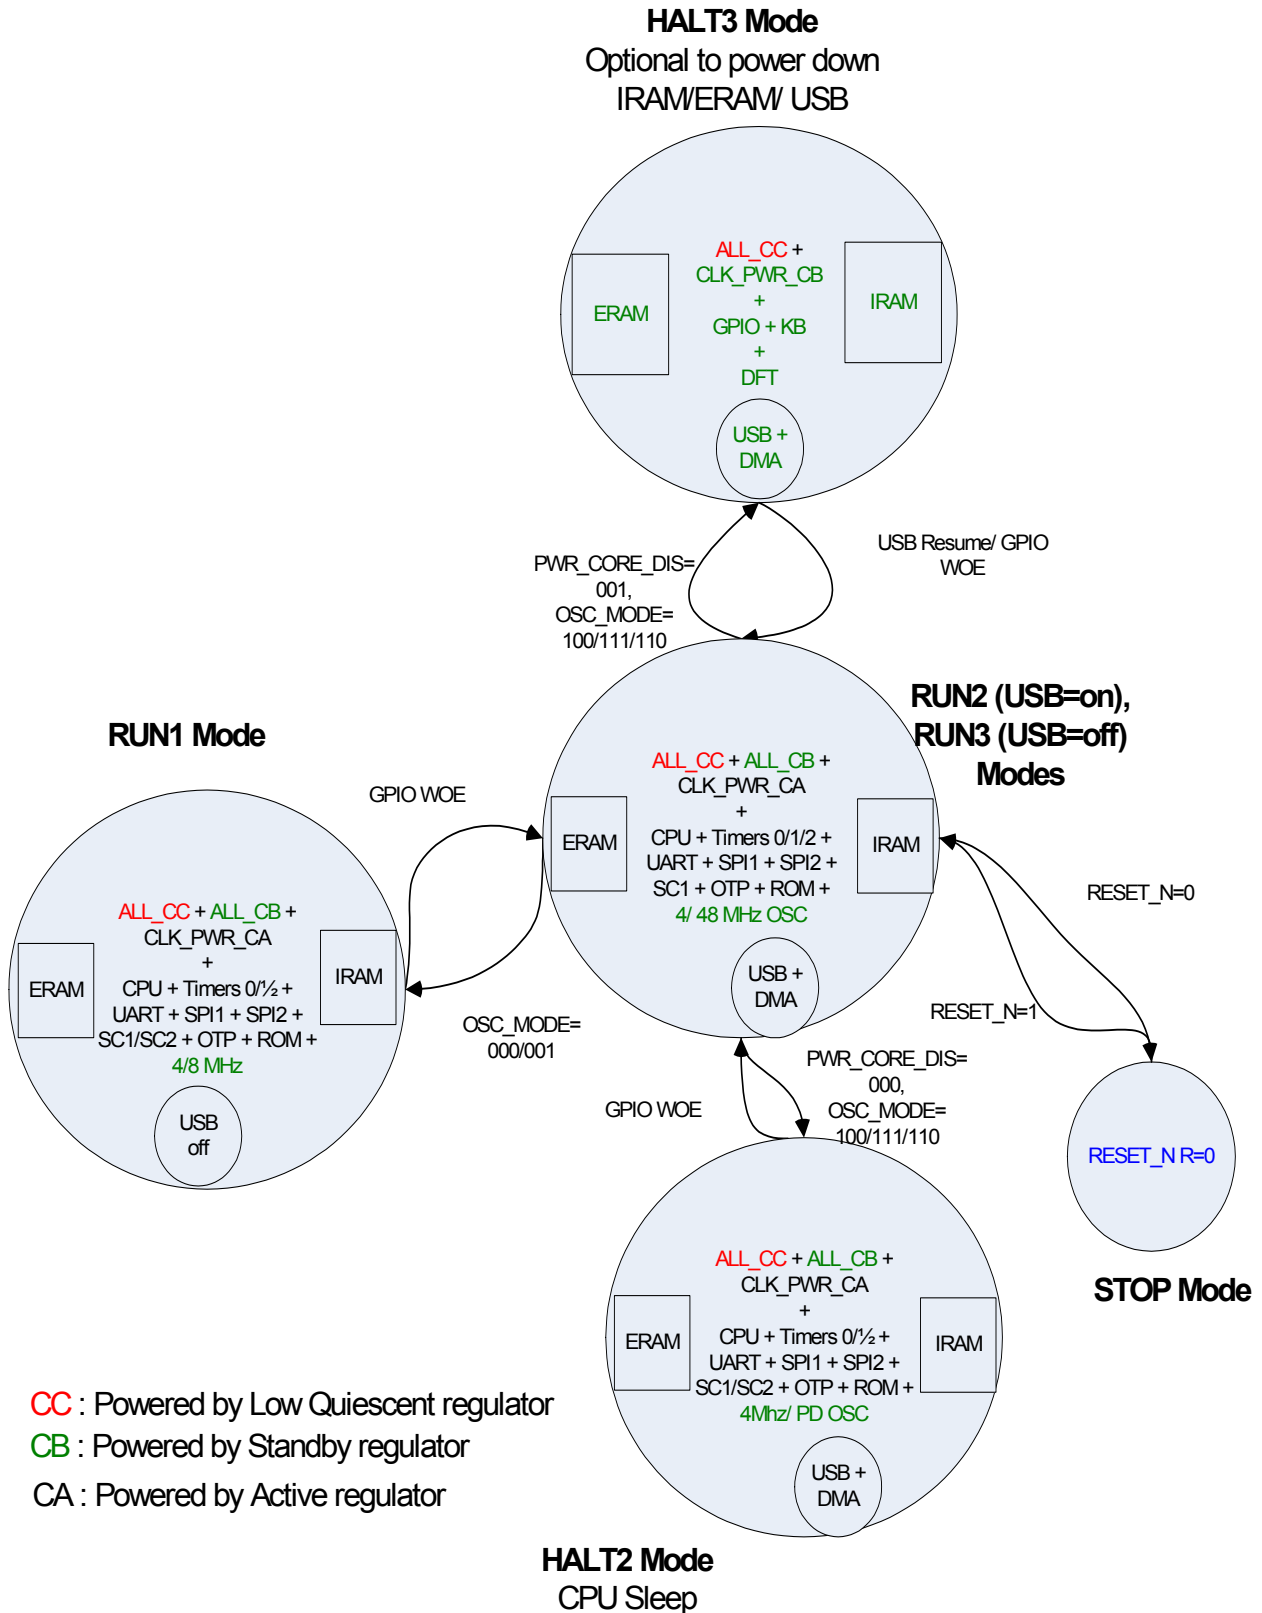 HALT3 Mode
Optional to power down
IRAM/ERAM/ USB
ALL_CC +
CLK_PWR_CB
+
GPIO + KB
+
DFT
ERAM
IRAM
USB +
DMA
PWR_CORE_DIS=
001,
OSC_MODE=
100/111/110
USB Resume/ GPIO
WOE
RUN2 (USB=on),
RUN3 (USB=off)
Modes
ALL_CC + ALL_CB +
CLK_PWR_CA
+
CPU + Timers 0/1/2 +
UART + SPI1 + SPI2 +
SC1 + OTP + ROM +
4/ 48 MHz OSC
ERAM
IRAM
USB +
DMA
RUN1 Mode
GPIO WOE
ALL_CC + ALL_CB +
CLK_PWR_CA
+
CPU + Timers 0/½ +
UART + SPI1 + SPI2 +
SC1/SC2 + OTP + ROM +
4/8 MHz
ERAM
IRAM
USB
off
OSC_MODE=
000/001
RESET_N=0
RESET_N=1
RESET_N R=0
STOP Mode
GPIO WOE
PWR_CORE_DIS=
000,
OSC_MODE=
100/111/110
ALL_CC + ALL_CB +
CLK_PWR_CA
+
CPU + Timers 0/½ +
UART + SPI1 + SPI2 +
SC1/SC2 + OTP + ROM +
4Mhz/ PD OSC
ERAM
IRAM
USB +
DMA
CC : Powered by Low Quiescent regulator
CB : Powered by Standby regulator
CA : Powered by Active regulator
HALT2 Mode
CPU Sleep